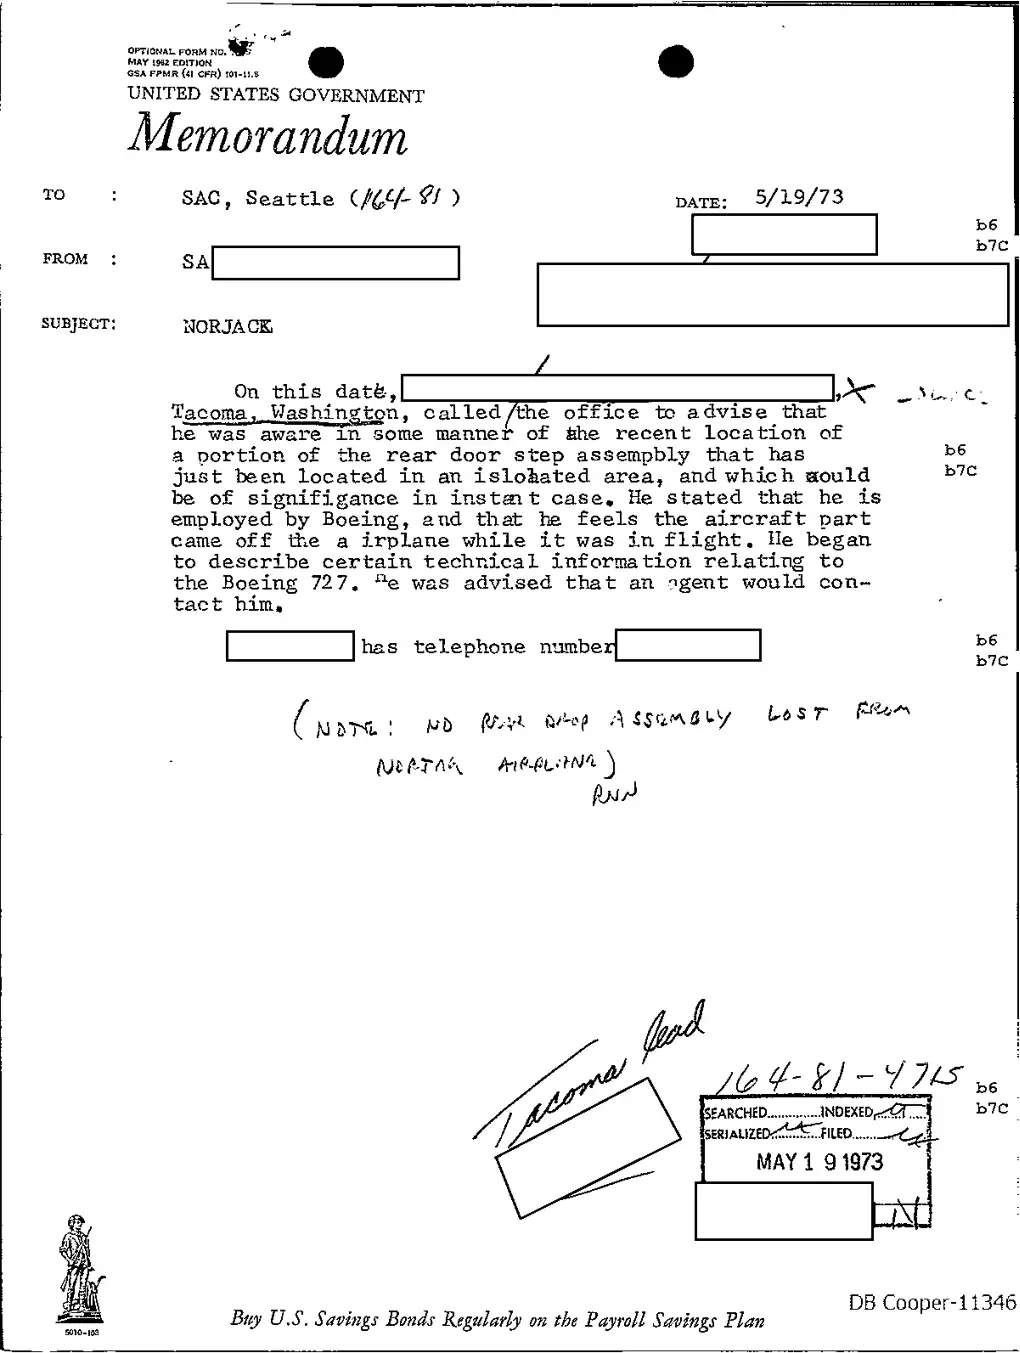 OPTIONAL FORM NO.
MAY 1962 EDITION
GSA FPMR (41 CFR) 101-11.5
UNITED STATES GOVERNMENT
Memorandum
TO : SAC, Seattle (164-81)
DATE: 5/19/73
b6
b7C
FROM : SA
SUBJECT: NORJACK
On this date,
Tacoma, Washington, called the office to advise that
he was aware in some manner of the recent location of
a portion of the rear door step assempbly that has
just been located in an islohated area, and which would
be of signifigance in instant case. He stated that he is
employed by Boeing, and that he feels the aircraft part
came off the a irplane while it was in flight. He began
to describe certain technical information relating to
the Boeing 727. He was advised that an agent would con-
tact him.
b6
b7C
has telephone number
b6
b7C
(NOTE: NO REAR DROP ASSEMBLY LOST FROM
NORJAK AIRPLANE)
RNN
Tacoma lead
164-81-4715
b6
b7C
SEARCHED INDEXED
SERIALIZED FILED
MAY 19 1973
5010-103
Buy U.S. Savings Bonds Regularly on the Payroll Savings Plan
DB Cooper-11346